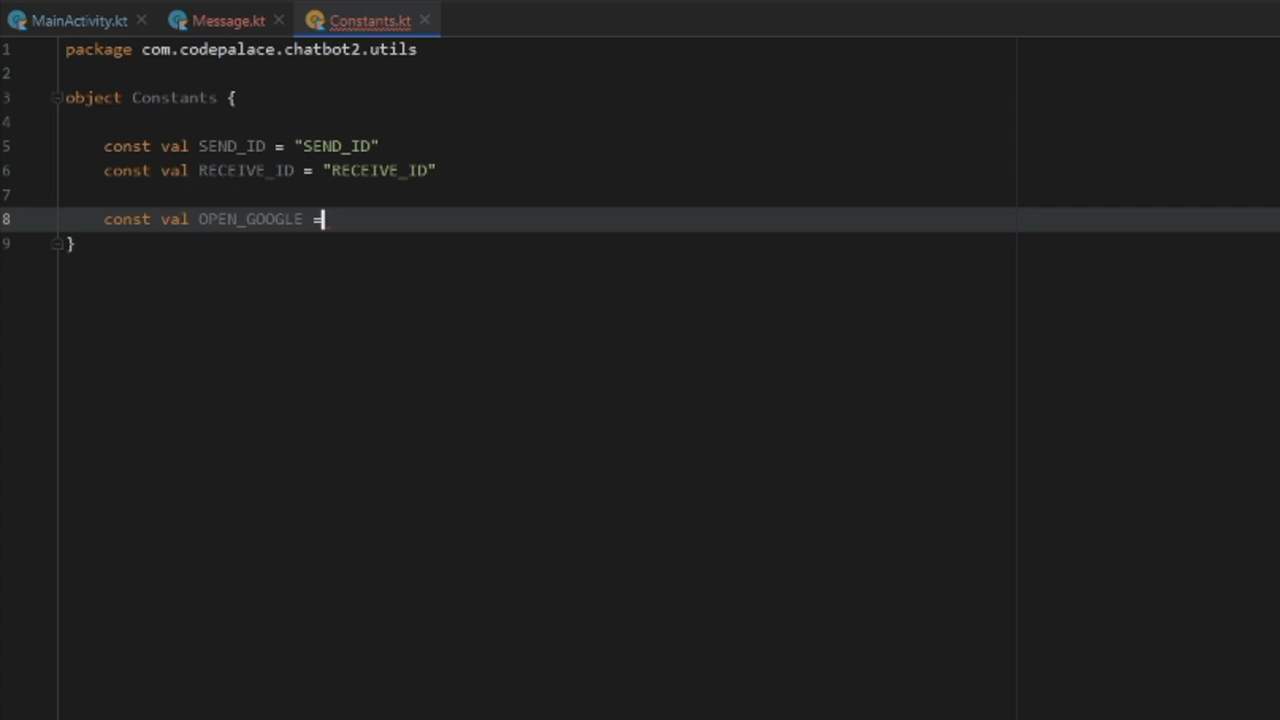 MainActivity.kt Message.kt Constants.kt
1 package com.codepalace.chatbot2.utils
2
3 object Constants {
4
5 const val SEND_ID = "SEND_ID"
6 const val RECEIVE_ID = "RECEIVE_ID"
7
8 const val OPEN_GOOGLE =
9 }